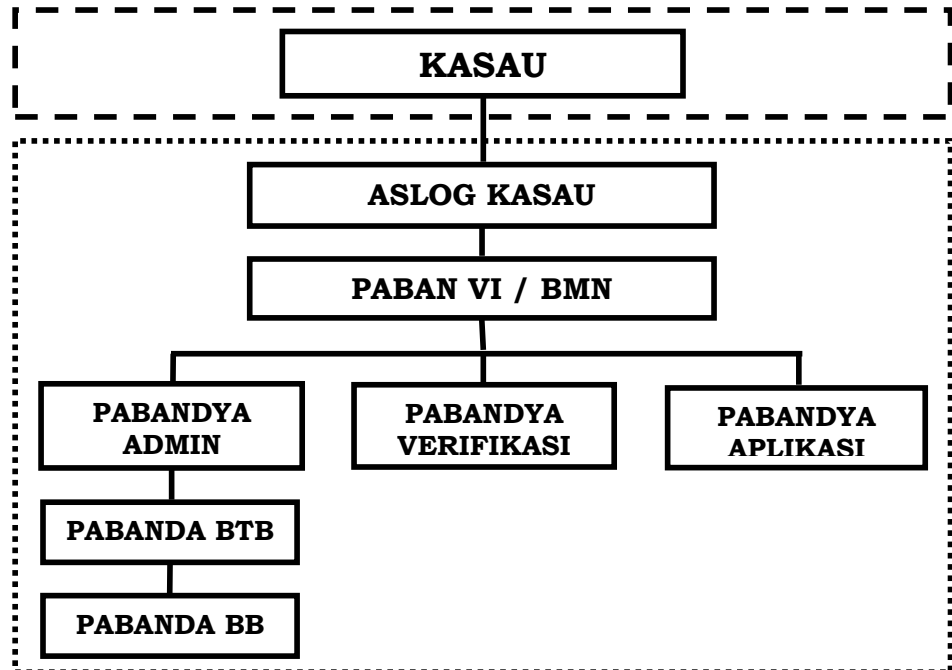 KASAU
ASLOG KASAU
PABAN VI / BMN
PABANDYA
ADMIN
PABANDYA
VERIFIKASI
PABANDYA
APLIKASI
PABANDA BTB
PABANDA BB